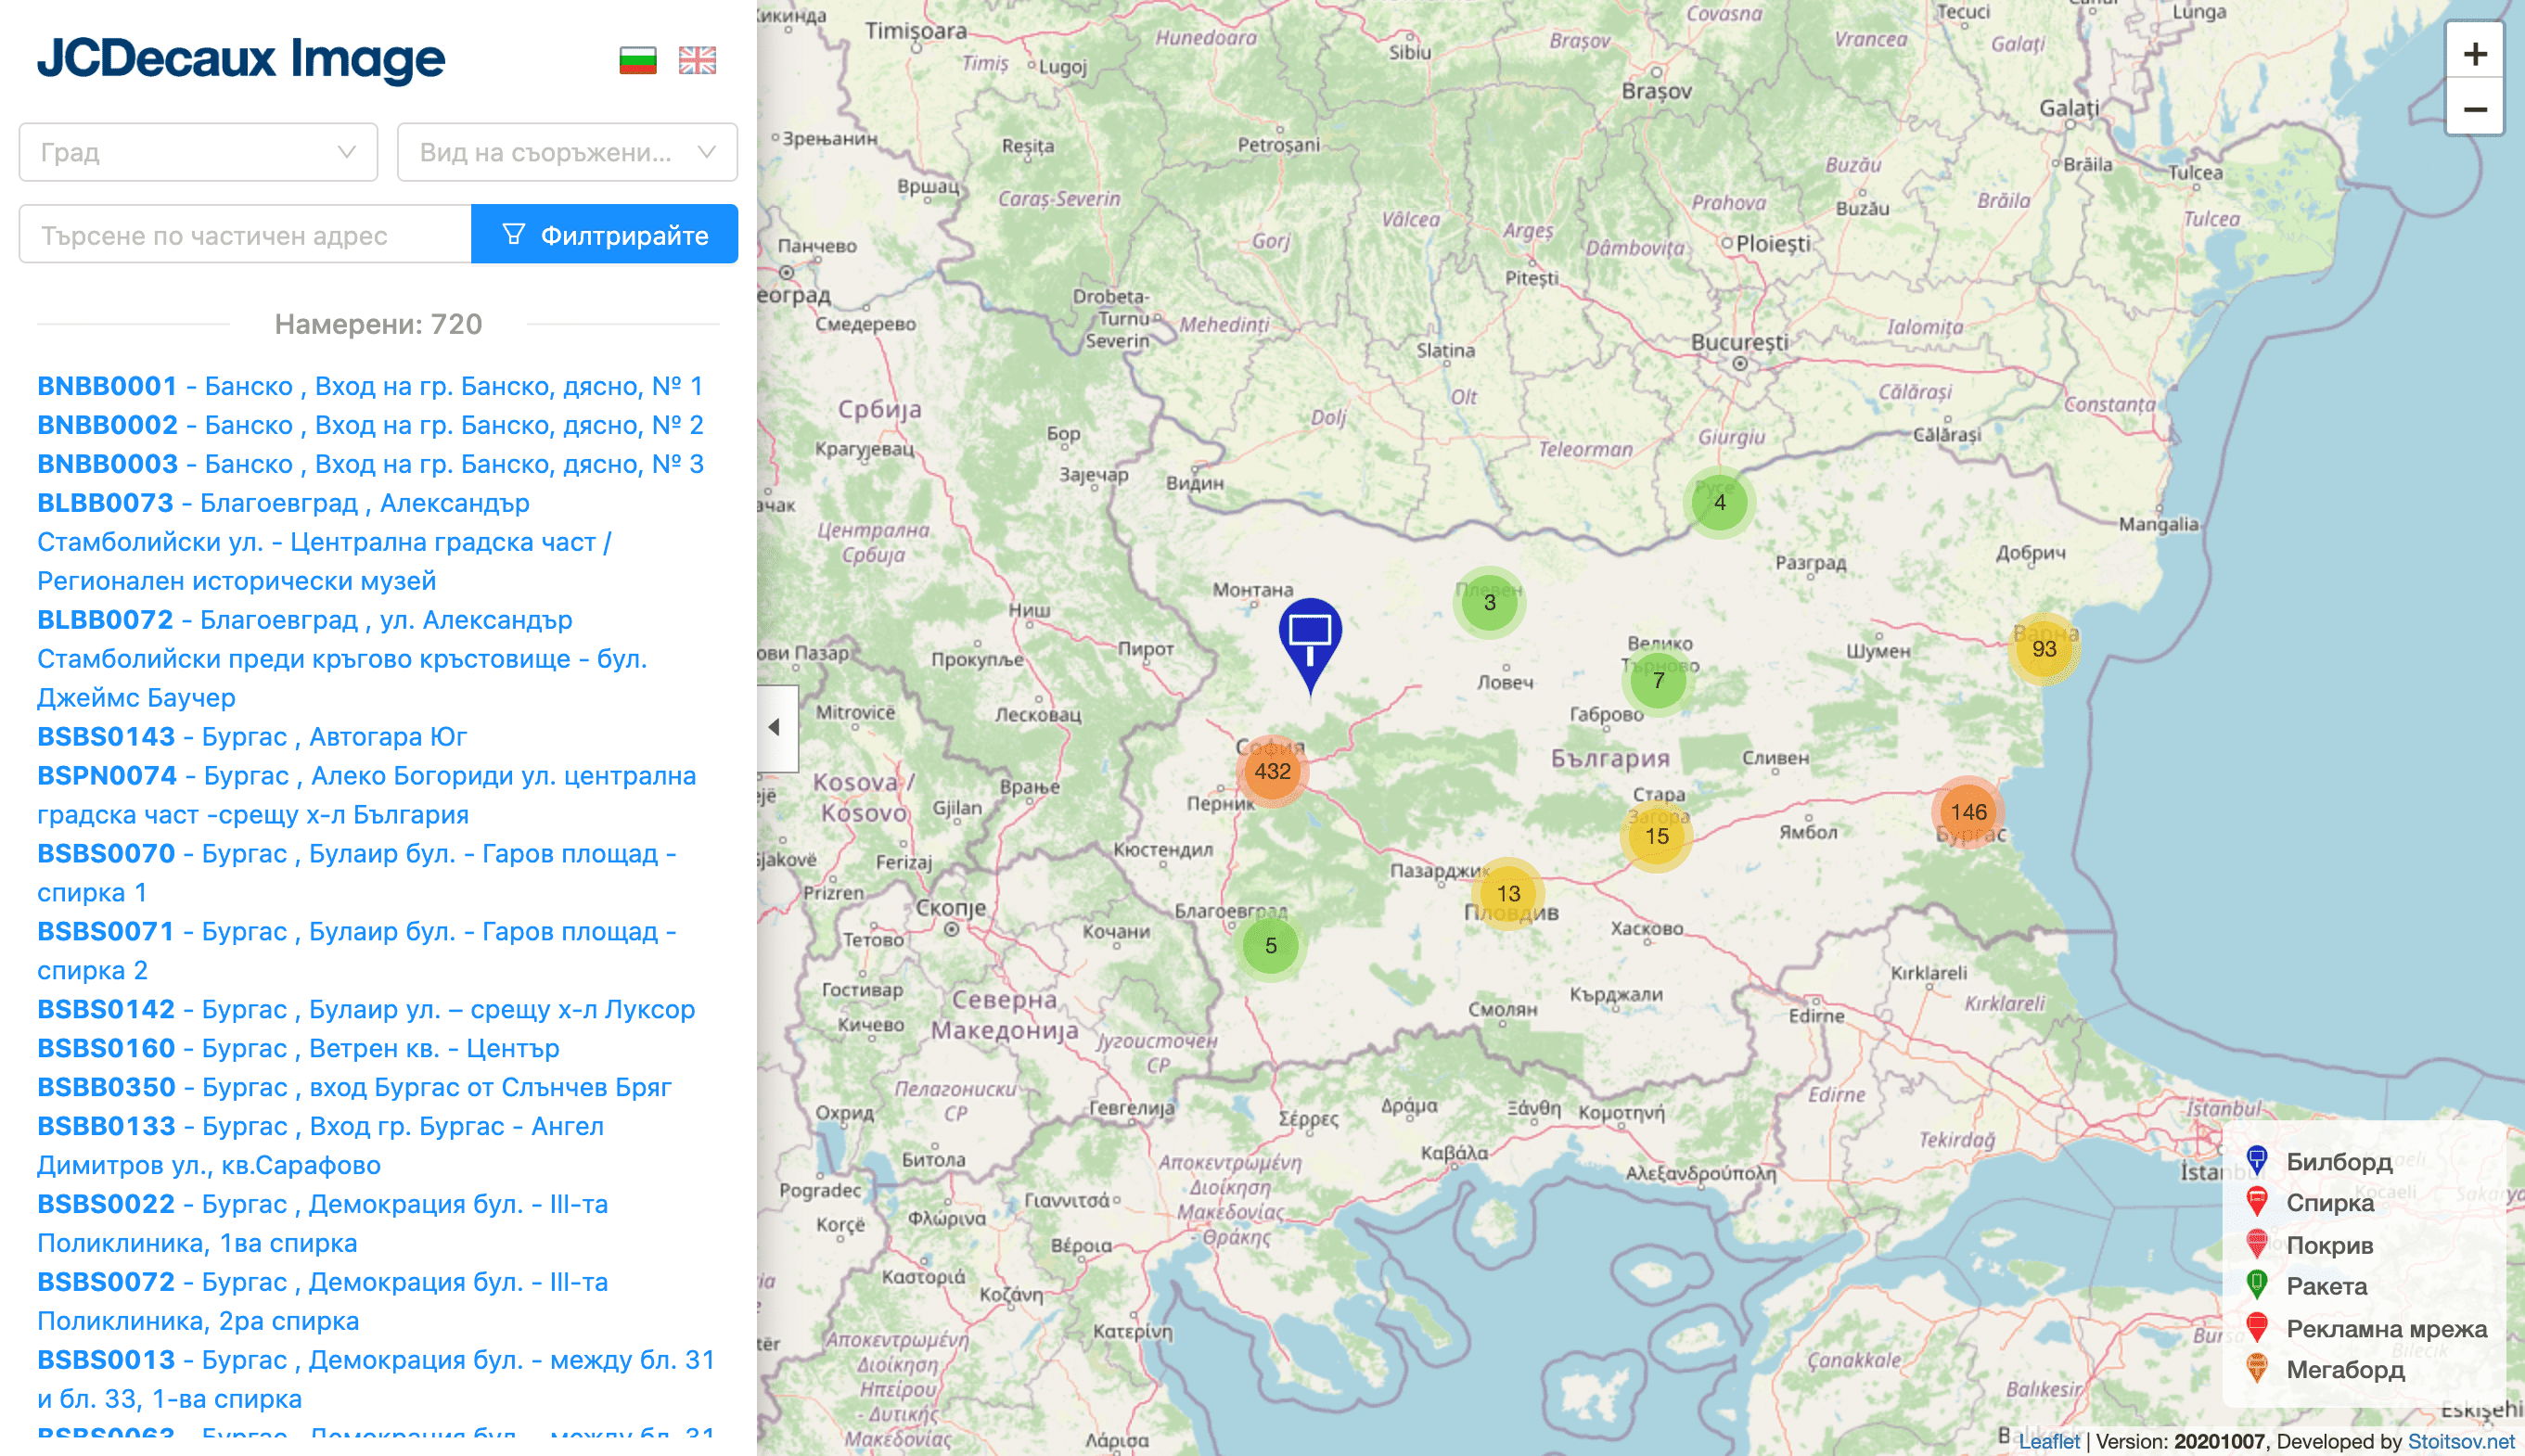 JCDecaux Image
Град
Вид на съоръжени...
Търсене по частичен адрес
Филтрирайте
Намерени: 720
BNBB0001 - Банско , Вход на гр. Банско, дясно, № 1
BNBB0002 - Банско , Вход на гр. Банско, дясно, № 2
BNBB0003 - Банско , Вход на гр. Банско, дясно, № 3
BLBB0073 - Благоевград , Александър
Стамболийски ул. - Централна градска част /
Регионален исторически музей
BLBB0072 - Благоевград , ул. Александър
Стамболийски преди кръгово кръстовище - бул.
Джеймс Баучер
BSBS0143 - Бургас , Автогара Юг
BSPN0074 - Бургас , Алеко Богориди ул. централна
градска част -срещу х-л България
BSBS0070 - Бургас , Булаир бул. - Гаров площад -
спирка 1
BSBS0071 - Бургас , Булаир бул. - Гаров площад -
спирка 2
BSBS0142 - Бургас , Булаир ул. – срещу х-л Луксор
BSBS0160 - Бургас , Ветрен кв. - Център
BSBB0350 - Бургас , вход Бургас от Слънчев Бряг
BSBB0133 - Бургас , Вход гр. Бургас - Ангел
Димитров ул., кв.Сарафово
BSBS0022 - Бургас , Демокрация бул. - III-та
Поликлиника, 1ва спирка
BSBS0072 - Бургас , Демокрация бул. - III-та
Поликлиника, 2ра спирка
BSBS0013 - Бургас , Демокрация бул. - между бл. 31
и бл. 33, 1-ва спирка
BSBS0063 - Бургас , Демокрация бул. - между бл. 31
Timișoara
Hunedoara
Sibiu
Brașov
Covasna
Tecuci
Lunga
Vrancea
Galați
Timiș
Lugoj
Brașov
Galați
Зрењанин
Reșița
Petroșani
Brăila
Tulcea
Вршац
Caraș-Severin
Vâlcea
Argeș
Prahova
Buzău
Buzău
Brăila
Tulcea
Панчево
Gorj
Dâmbovița
Ploiești
Pitești
Drobeta-
Turnu
Severin
Смедерево
Mehedinți
Slatina
București
Ialomița
Србија
Olt
Dolj
Călărași
Constanța
Крагујевац
Бор
Зајечар
Видин
Teleorman
Giurgiu
Călărași
Централна
Србија
Русе
4
Mangalia
Монтана
Плевен
3
Разград
Добрич
Ниш
Пирот
Прокупље
Ловеч
Велико
Търново
7
Шумен
Варна
93
Mitrovicë
Лесковац
Габрово
България
Сливен
София
432
Перник
Kosova /
Kosovo
Gjilan
Врање
Стара
Загора
15
Ямбол
146
Бургас
Ferizaj
Кюстендил
Пазарджик
13
Пловдив
Prizren
Скопје
Благоевград
5
Хасково
Тетово
Кочани
Kırklareli
Kırklareli
Гостивар
Северна
Македонија
Смолян
Кърджали
Edirne
Кичево
Југоисточен
СР
Пелагониски
СР
Охрид
Гевгелија
Σέρρες
Δράμα
Ξάνθη
Κομοτηνή
Edirne
İstanbul
Tekirdağ
Битола
Pogradec
Αποκεντρωμένη
Διοίκηση
Μακεδονίας
- Θράκης
Καβάλα
Αλεξανδρούπολη
Γιαννιτσά
Korçë
Φλώρινα
Βέροια
Καστοριά
Κοζάνη
Κατερίνη
Αποκεντρωμένη
Διοίκηση
Ηπείρου
- Δυτικής
Μακεδονίας
Λάρισα
Çanakkale
Balıkesir
Билборд
Спирка
Покрив
Ракета
Рекламна мрежа
Мегаборд
Leaflet | Version: 20201007, Developed by Stoitsov.net